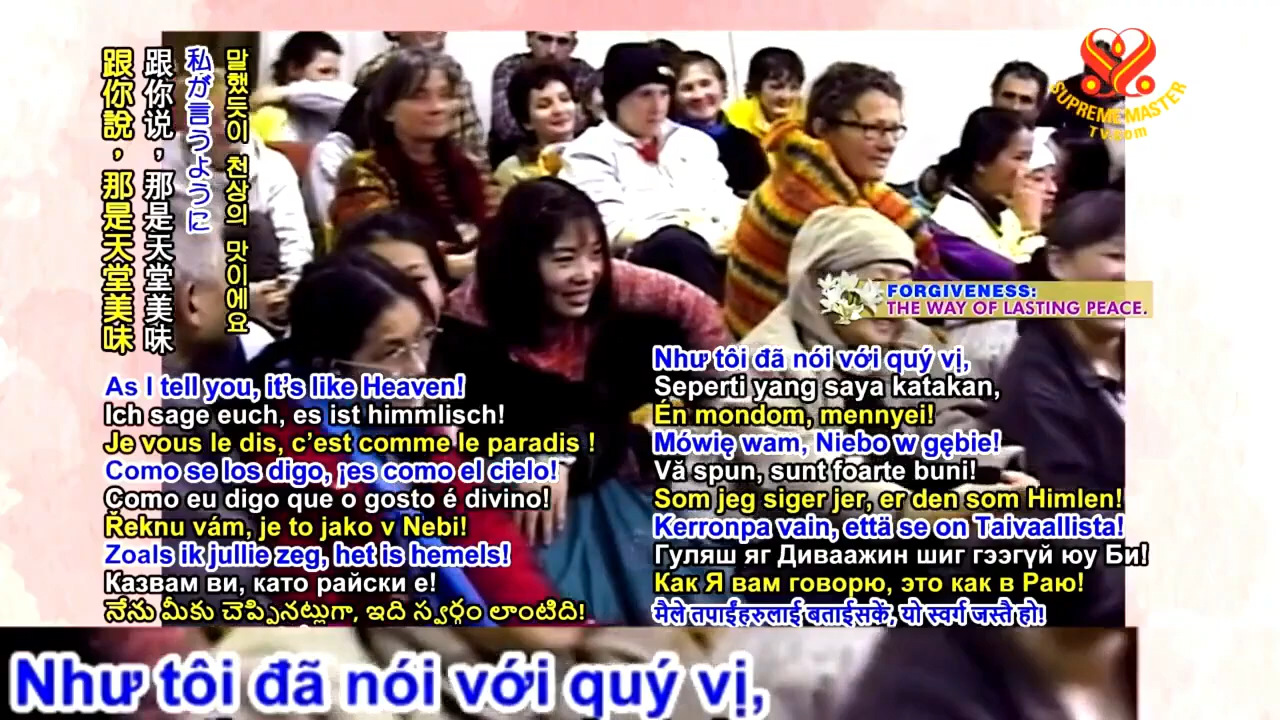 跟你說，那是天堂美味
跟你说，那是天堂美味
私が言うように
말했듯이 천상의 맛이에요
SUPREME MASTER
TV.com
FORGIVENESS:
THE WAY OF LASTING PEACE.
As I tell you, it's like Heaven!
Ich sage euch, es ist himmlisch!
Je vous le dis, c'est comme le paradis !
Como se los digo, ¡es como el cielo!
Como eu digo que o gosto é divino!
Řeknu vám, je to jako v Nebi!
Zoals ik jullie zeg, het is hemels!
Казвам ви, като райски е!
నేను మీకు చెప్పినట్లుగా, ఇది స్వర్గం లాంటిది!
Như tôi đã nói với quý vị,
Seperti yang saya katakan,
Én mondom, mennyei!
Mówię wam, Niebo w gębie!
Vă spun, sunt foarte buni!
Som jeg siger jer, er den som Himlen!
Kerronpa vain, että se on Taivaallista!
Гуляш яг Диваажин шиг гээгүй юу Би!
Как Я вам говорю, это как в Раю!
मैले तपाईंहरुलाई बताईसकें, यो स्वर्ग जस्तै हो!
Như tôi đã nói với quý vị,